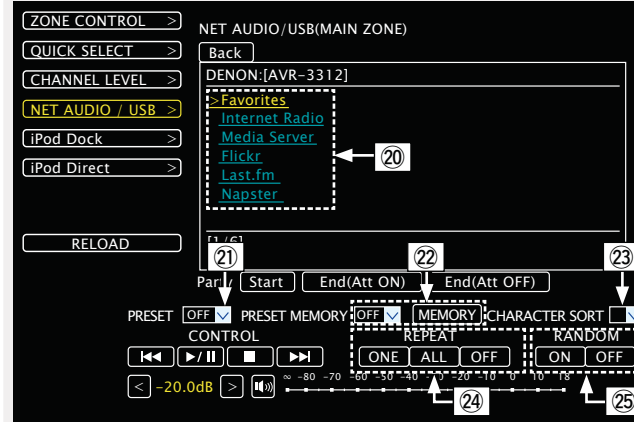 ZONE CONTROL >
QUICK SELECT >
CHANNEL LEVEL >
NET AUDIO / USB >
iPod Dock >
iPod Direct >
RELOAD
NET AUDIO/USB(MAIN ZONE)
Back
DENON:[AVR-3312]
>Favorites
Internet Radio
Media Server
Flickr
Last.fm
Napster
⑳
[1/6]
㉑ ㉒ ㉓
Party Start End(Att ON) End(Att OFF)
PRESET OFF PRESET MEMORY OFF MEMORY CHARACTER SORT
CONTROL REPEAT RANDOM
ONE ALL OFF ON OFF
< -20.0dB > ∞ -80 -70 -60 -50 -40 -30 -20 -10 0 10 18
㉔ ㉕